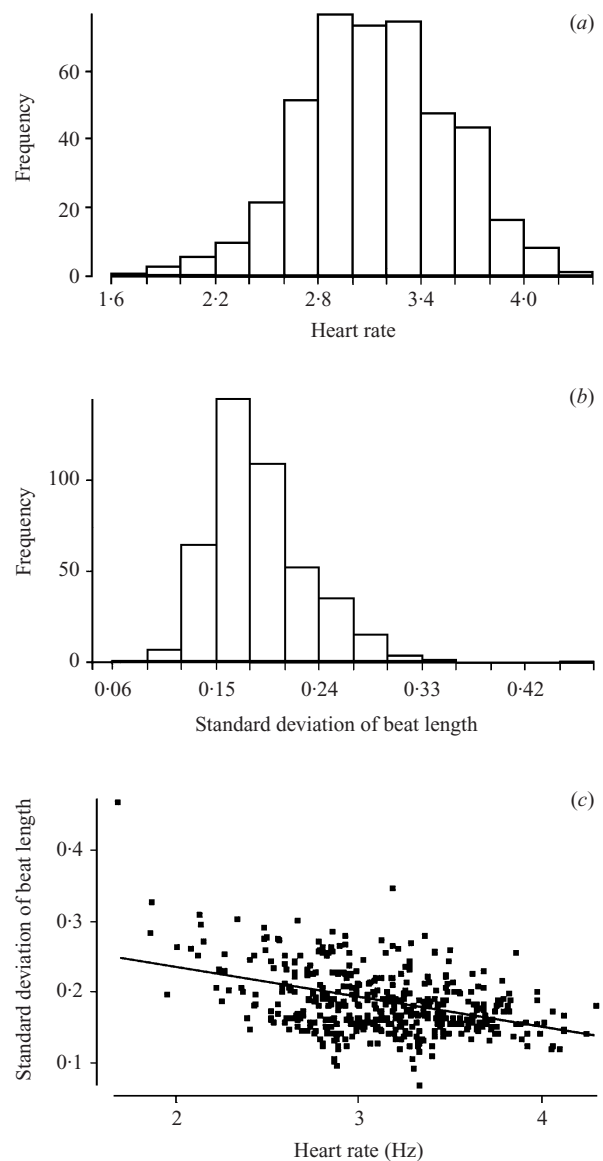 (a)
Frequency
60
40
20
0
1·6 2·2 2·8 3·4 4·0
Heart rate
(b)
Frequency
100
50
0
0·06 0·15 0·24 0·33 0·42
Standard deviation of beat length
(c)
Standard deviation of beat length
0·4
0·3
0·2
0·1
2 3 4
Heart rate (Hz)